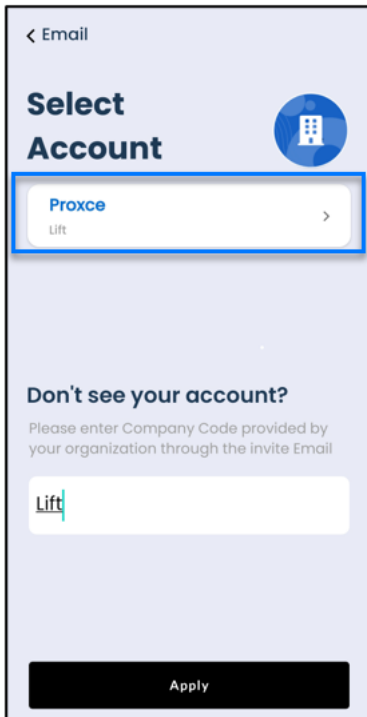 Email
Select
Account
Proxce
Lift
Don't see your account?
Please enter Company Code provided by
your organization through the invite Email
Lift
Apply